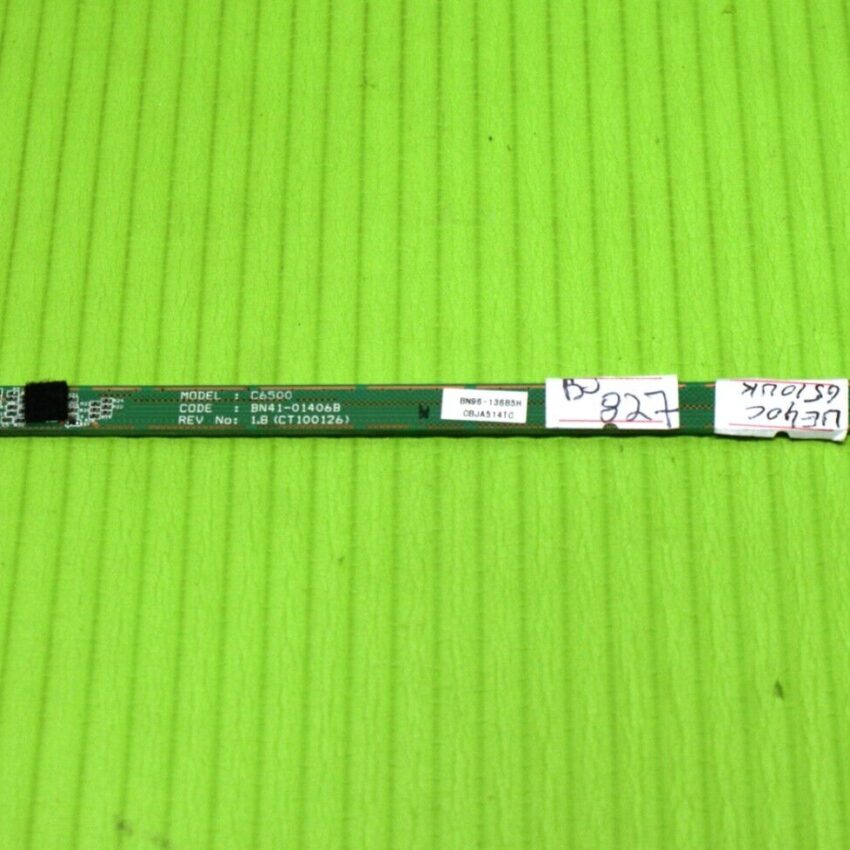 MODEL : C6500
CODE : BN41-01406B
REV No: 1.8 (CT100126)
BN96-13685H
CBJA514TC
BJ
827
UE40C
6510UK